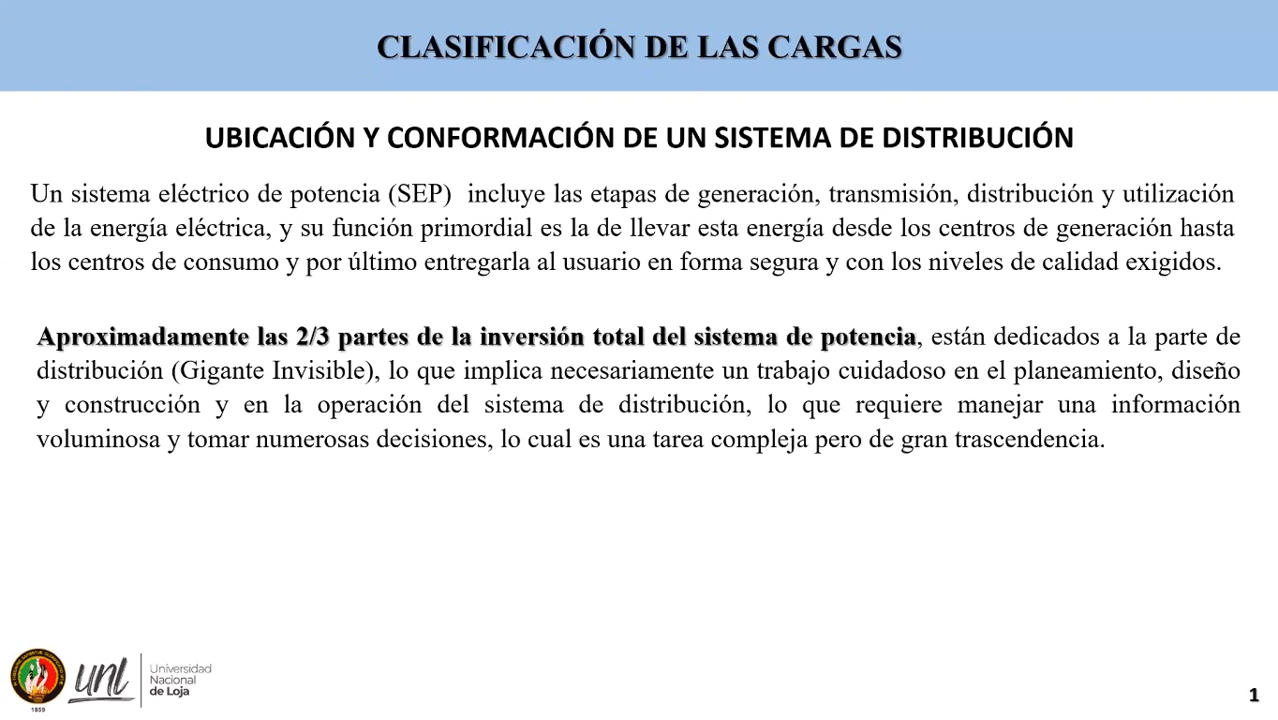 CLASIFICACIÓN DE LAS CARGAS
UBICACIÓN Y CONFORMACIÓN DE UN SISTEMA DE DISTRIBUCIÓN
Un sistema eléctrico de potencia (SEP)  incluye las etapas de generación, transmisión, distribución y utilización
de la energía eléctrica, y su función primordial es la de llevar esta energía desde los centros de generación hasta
los centros de consumo y por último entregarla al usuario en forma segura y con los niveles de calidad exigidos.
Aproximadamente las 2/3 partes de la inversión total del sistema de potencia, están dedicados a la parte de
distribución (Gigante Invisible), lo que implica necesariamente un trabajo cuidadoso en el planeamiento, diseño
y construcción y en la operación del sistema de distribución, lo que requiere manejar una información
voluminosa y tomar numerosas decisiones, lo cual es una tarea compleja pero de gran trascendencia.
1859
unl
Universidad
Nacional
de Loja
1